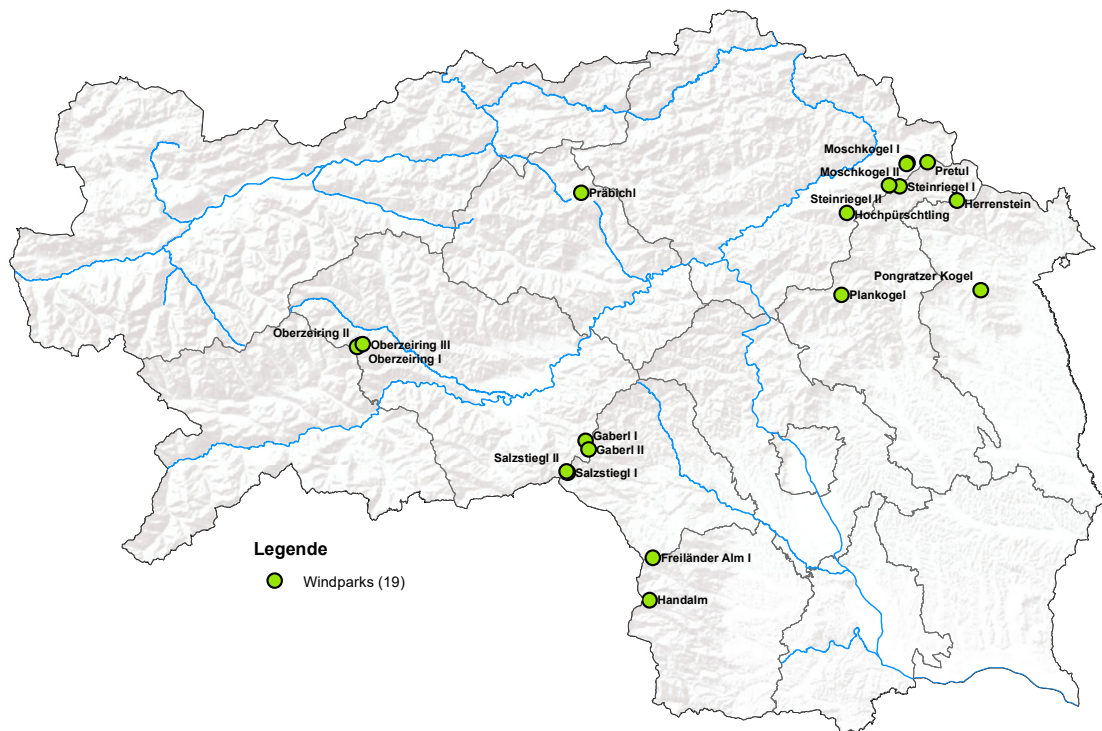 Moschkogel I
Pretul
Moschkogel II
Steinriegel I
Präbichl
Steinriegel II
Herrenstein
Hochpürschtling
Pongratzer Kogel
Plankogel
Oberzeiring II
Oberzeiring III
Oberzeiring I
Gaberl I
Gaberl II
Salzstiegl II
Salzstiegl I
Legende
Freiländer Alm I
Windparks (19)
Handalm